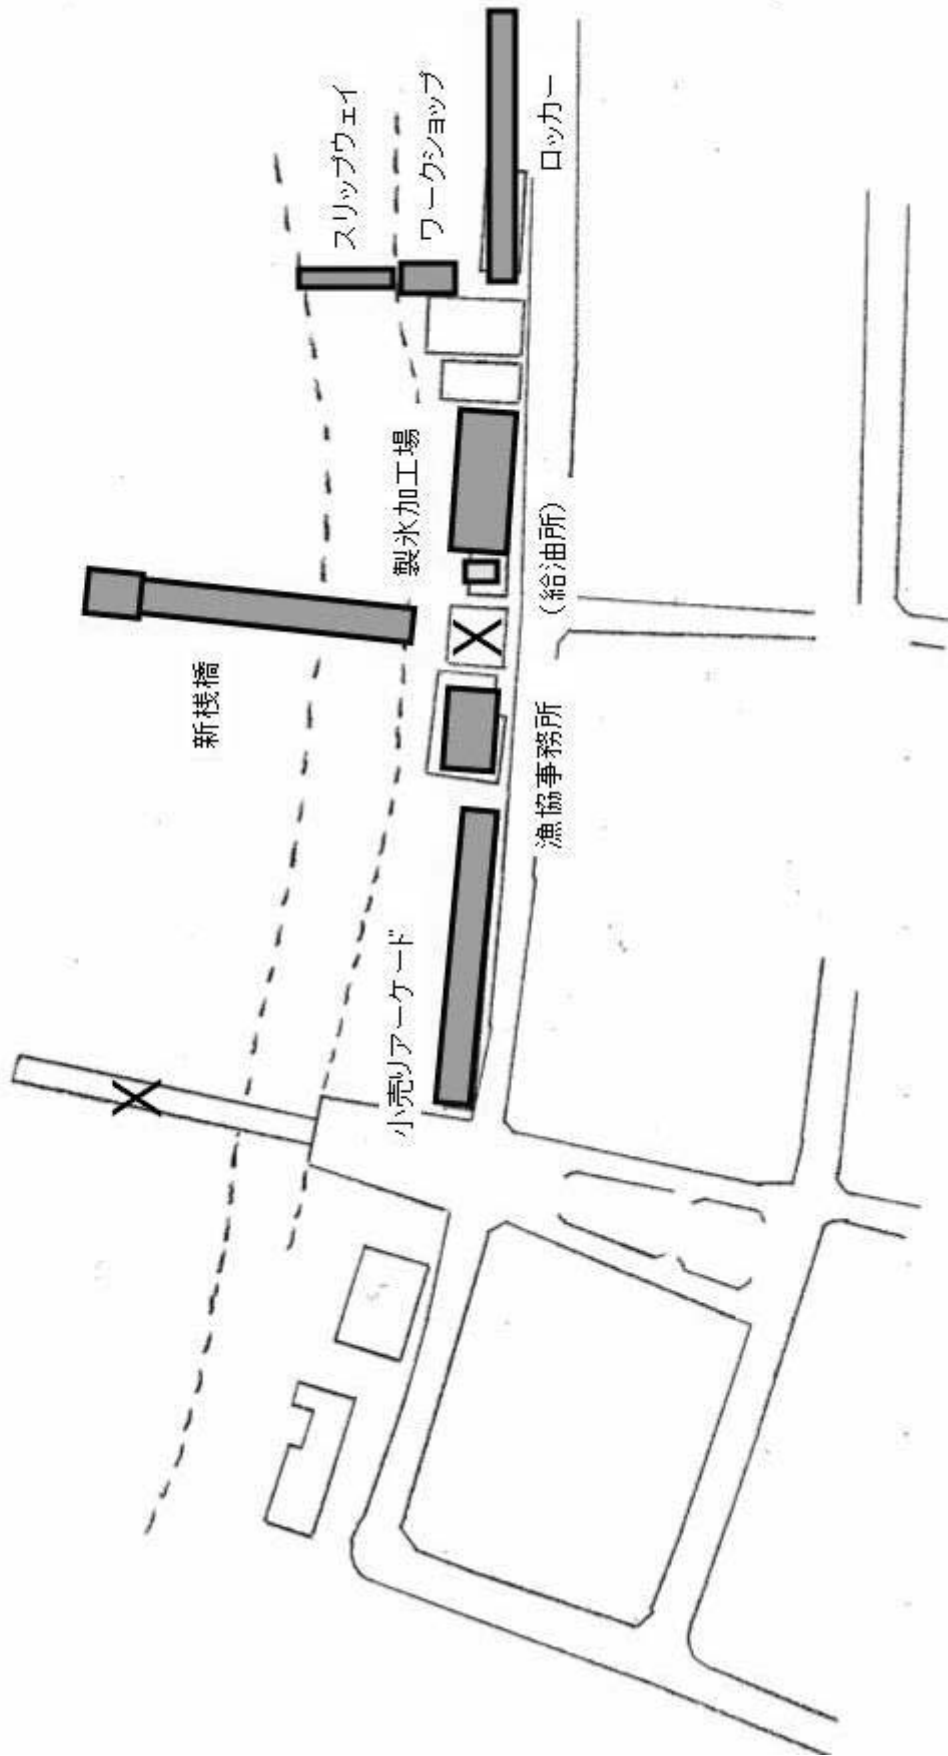 新桟橋
スリップウェイ
ワークショップ
製氷加工場
小売リアーケード
ロッカー
(給油所)
漁協事務所